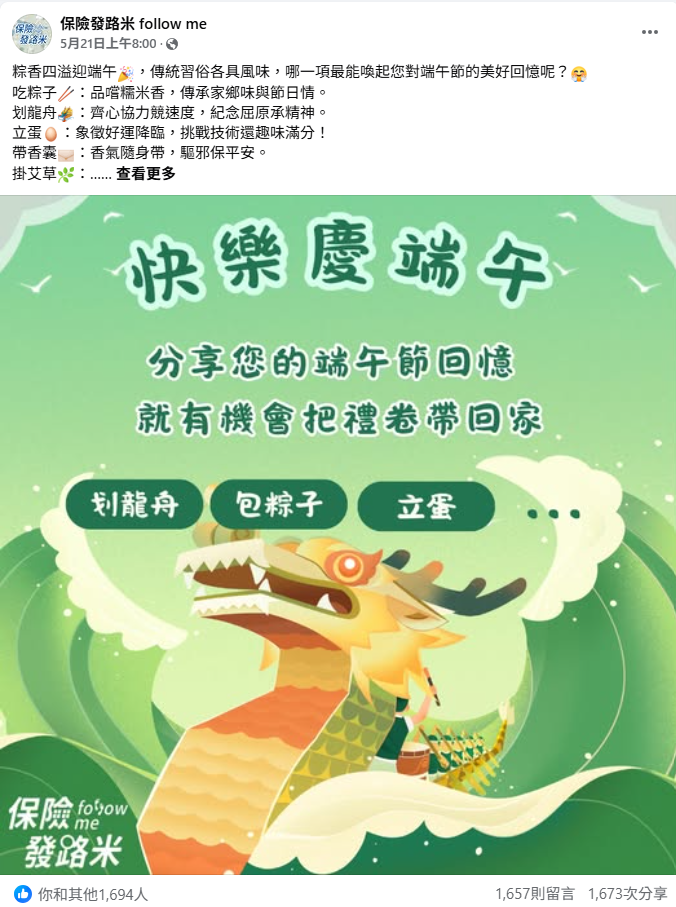 保險發路米 follow me
5月21日上午8:00 ·
粽香四溢迎端午🎉，傳統習俗各具風味，哪一項最能喚起您對端午節的美好回憶呢？🤗
吃粽子🥢：品嚐糯米香，傳承家鄉味與節日情。
划龍舟🐲：齊心協力競速度，紀念屈原承精神。
立蛋🥚：象徵好運降臨，挑戰技術還趣味滿分！
帶香囊👝：香氣隨身帶，驅邪保平安。
掛艾草🌿：...... 查看更多
快樂慶端午
分享您的端午節回憶
就有機會把禮卷帶回家
划龍舟 包粽子 立蛋 ...
保險 follow me
發路米
你和其他1,694人 1,657則留言 1,673次分享